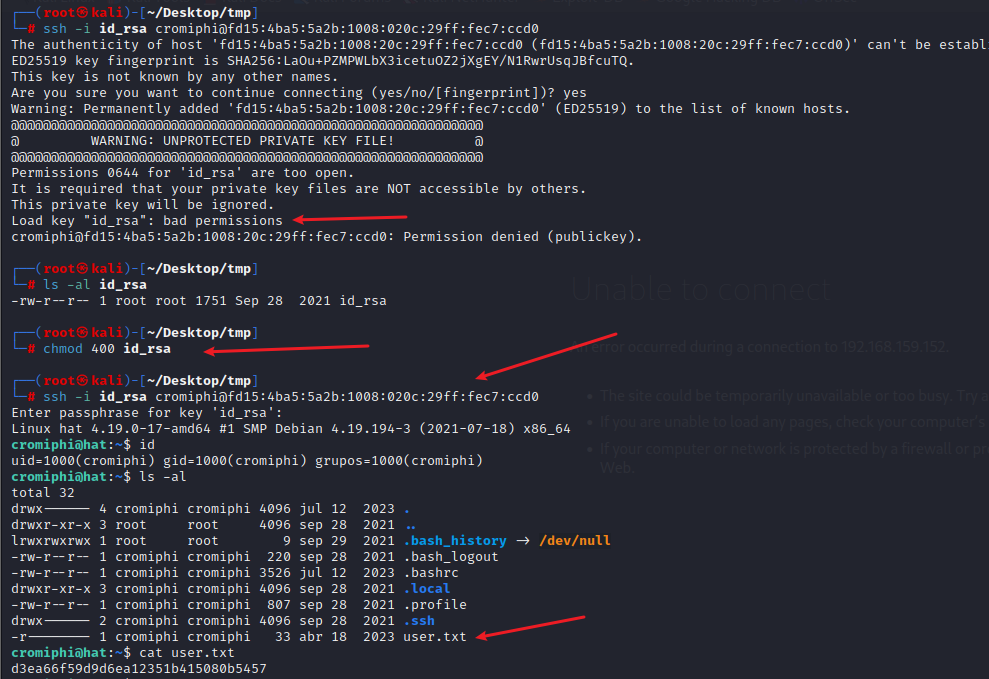 ┌──(root㉿kali)-[~/Desktop/tmp]
└─# ssh -i id_rsa cromiphi@fd15:4ba5:5a2b:1008:020c:29ff:fec7:ccd0
The authenticity of host 'fd15:4ba5:5a2b:1008:020c:29ff:fec7:ccd0 (fd15:4ba5:5a2b:1008:20c:29ff:fec7:ccd0)' can't be establ
ED25519 key fingerprint is SHA256:LaOu+PZMPWLbX3icetuOZ2jXgEY/N1RwrUsqJBfcuTQ.
This key is not known by any other names.
Are you sure you want to continue connecting (yes/no/[fingerprint])? yes
Warning: Permanently added 'fd15:4ba5:5a2b:1008:020c:29ff:fec7:ccd0' (ED25519) to the list of known hosts.
@@@@@@@@@@@@@@@@@@@@@@@@@@@@@@@@@@@@@@@@@@@@@@@@@@@@@@@@@@@
@         WARNING: UNPROTECTED PRIVATE KEY FILE!          @
@@@@@@@@@@@@@@@@@@@@@@@@@@@@@@@@@@@@@@@@@@@@@@@@@@@@@@@@@@@
Permissions 0644 for 'id_rsa' are too open.
It is required that your private key files are NOT accessible by others.
This private key will be ignored.
Load key "id_rsa": bad permissions
cromiphi@fd15:4ba5:5a2b:1008:020c:29ff:fec7:ccd0: Permission denied (publickey).
┌──(root㉿kali)-[~/Desktop/tmp]
└─# ls -al id_rsa
-rw-r--r-- 1 root root 1751 Sep 28  2021 id_rsa
Unable to connect
┌──(root㉿kali)-[~/Desktop/tmp]
└─# chmod 400 id_rsa
error occurred during a connection to 192.168.159.152.
┌──(root㉿kali)-[~/Desktop/tmp]
└─# ssh -i id_rsa cromiphi@fd15:4ba5:5a2b:1008:020c:29ff:fec7:ccd0
The site could be temporarily unavailable or too busy. Try a
Enter passphrase for key 'id_rsa':
Linux hat 4.19.0-17-amd64 #1 SMP Debian 4.19.194-3 (2021-07-18) x86_64
If you are unable to load any pages, check your computer's
cromiphi@hat:~$ id
If your computer or network is protected by a firewall or pr
uid=1000(cromiphi) gid=1000(cromiphi) grupos=1000(cromiphi)
Web.
cromiphi@hat:~$ ls -al
total 32
drwx------ 4 cromiphi cromiphi 4096 jul 12  2023 .
drwxr-xr-x 3 root     root     4096 sep 28  2021 ..
lrwxrwxrwx 1 root     root        9 sep 29  2021 .bash_history -> /dev/null
-rw-r--r-- 1 cromiphi cromiphi  220 sep 28  2021 .bash_logout
-rw-r--r-- 1 cromiphi cromiphi 3526 jul 12  2023 .bashrc
drwxr-xr-x 3 cromiphi cromiphi 4096 sep 28  2021 .local
-rw-r--r-- 1 cromiphi cromiphi  807 sep 28  2021 .profile
drwx------ 2 cromiphi cromiphi 4096 sep 28  2021 .ssh
-r-------- 1 cromiphi cromiphi   33 abr 18  2023 user.txt
cromiphi@hat:~$ cat user.txt
d3ea66f59d9d6ea12351b415080b5457